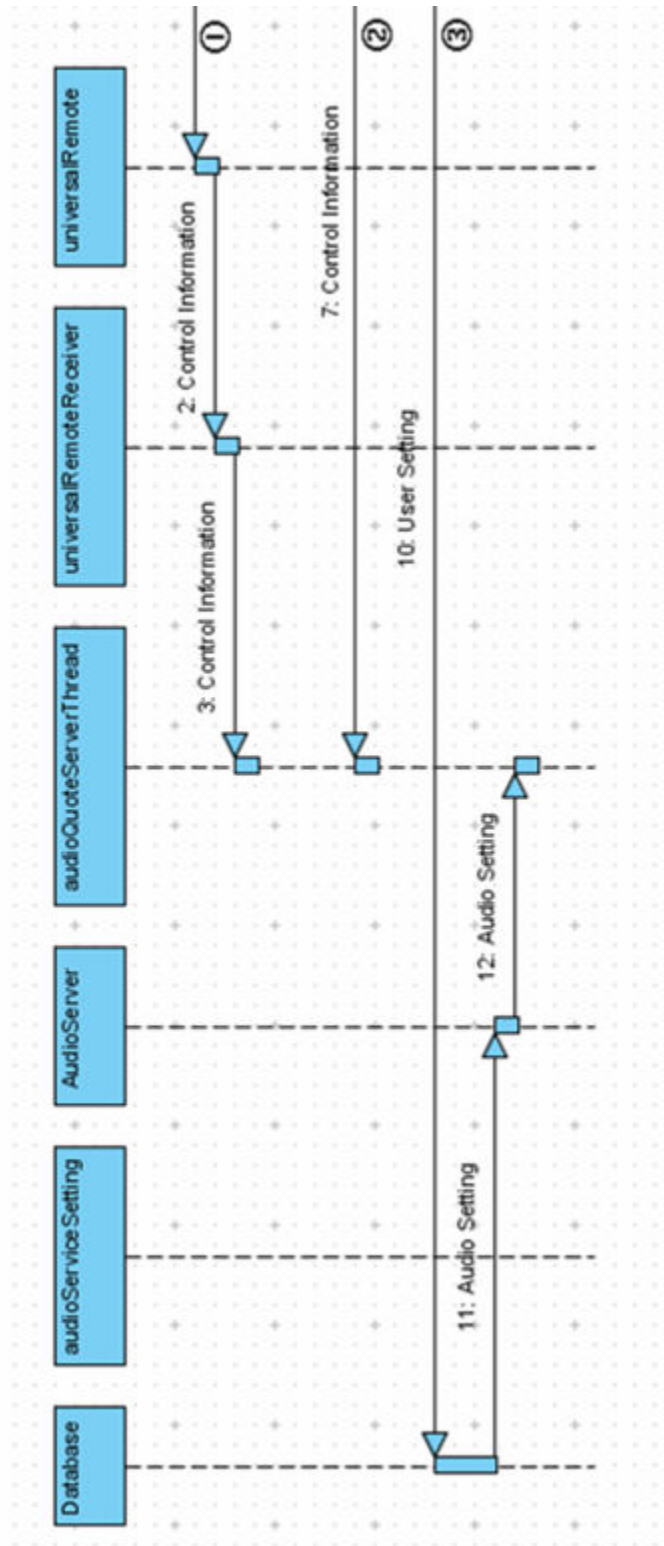 Database
audioServiceSetting
AudioServer
audioQuoteServerThread
universalRemoteReceiver
universalRemote
①
2: Control Information
3: Control Information
②
7: Control Information
③
10: User Setting
11: Audio Setting
12: Audio Setting